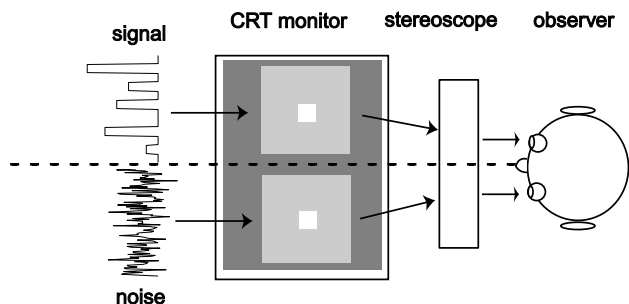 signal
CRT monitor
stereoscope
observer
noise